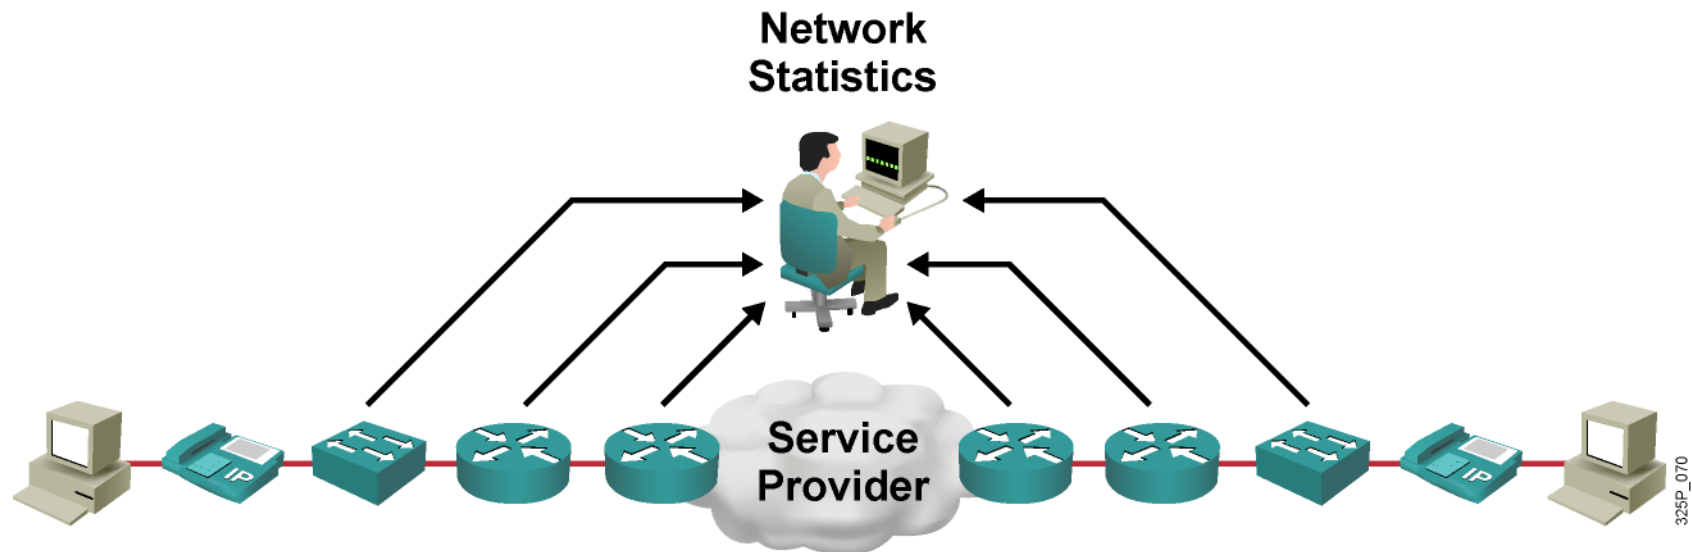 Network
Statistics
Service
Provider
IP
IP
325P_070